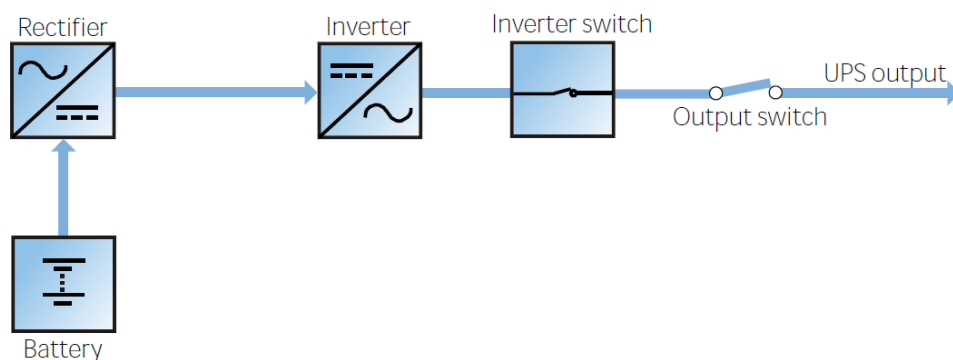 Rectifier
Inverter
Inverter switch
UPS output
Output switch
Battery